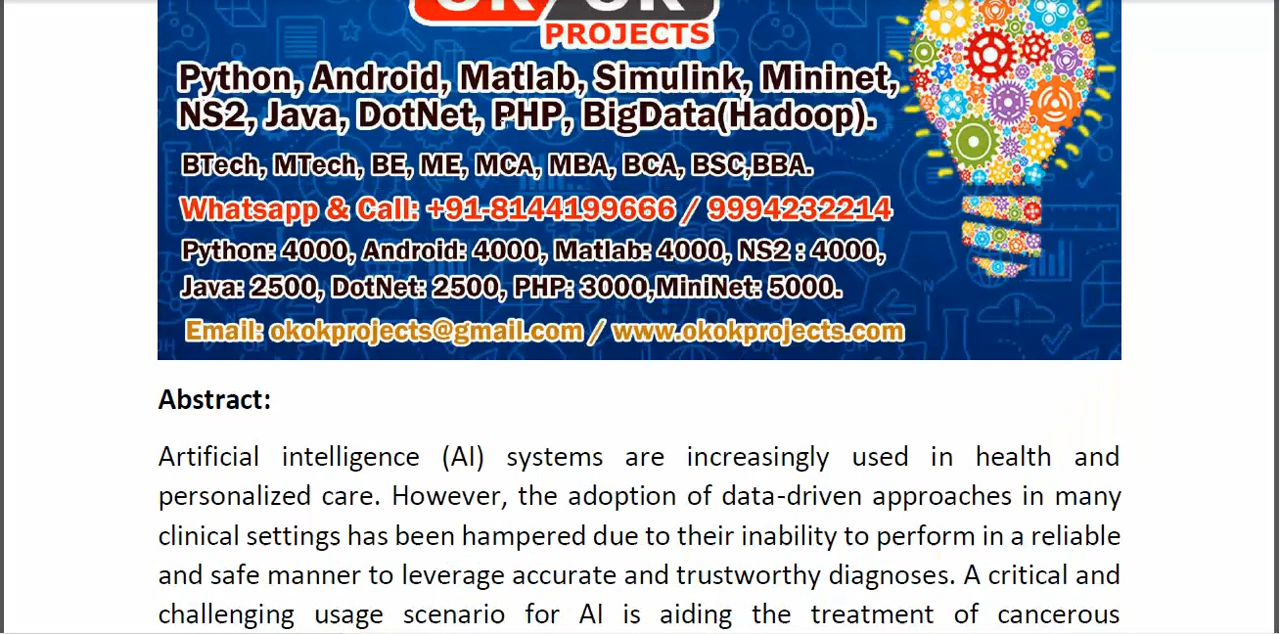 PROJECTS
Python, Android, Matlab, Simulink, Mininet,
NS2, Java, DotNet, PHP, BigData(Hadoop).
BTech, MTech, BE, ME, MCA, MBA, BCA, BSC,BBA.
Whatsapp & Call: +91-8144199666 / 9994232214
Python: 4000, Android: 4000, Matlab: 4000, NS2 : 4000,
Java: 2500, DotNet: 2500, PHP: 3000,MiniNet: 5000.
Email: okokprojects@gmail.com / www.okokprojects.com
Abstract:
Artificial intelligence (AI) systems are increasingly used in health and
personalized care. However, the adoption of data-driven approaches in many
clinical settings has been hampered due to their inability to perform in a reliable
and safe manner to leverage accurate and trustworthy diagnoses. A critical and
challenging usage scenario for AI is aiding the treatment of cancerous